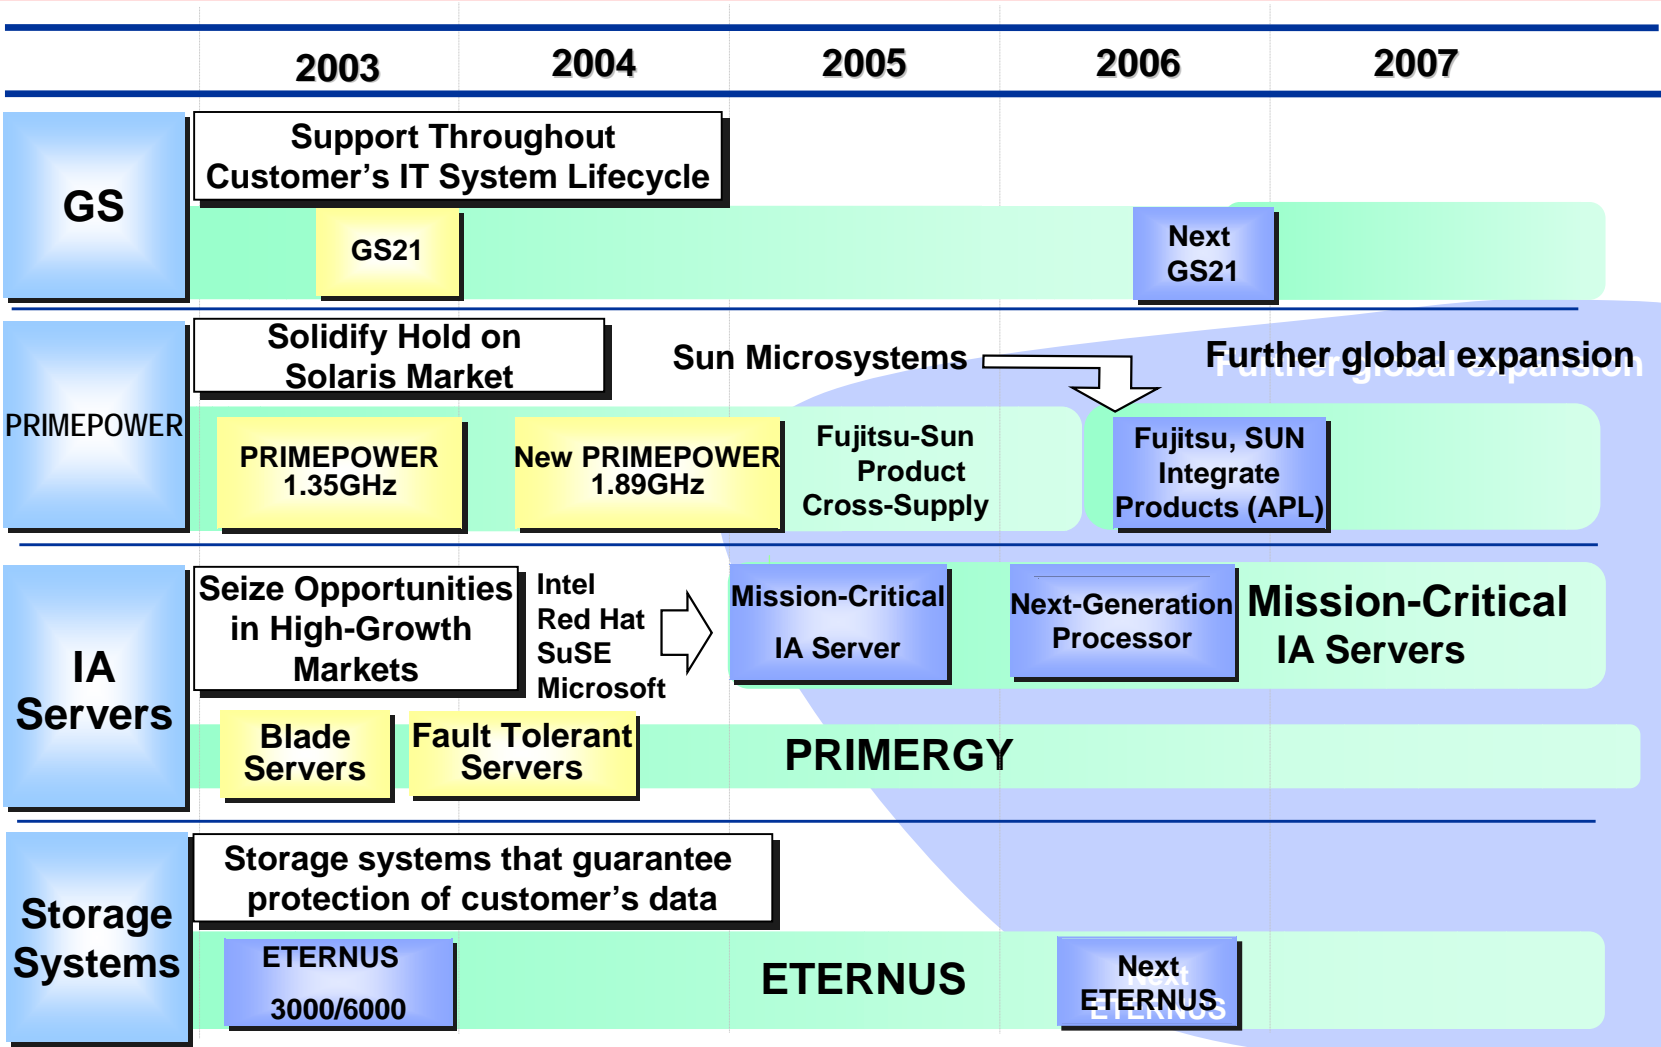 2003 2004 2005 2006 2007
GS
Support Throughout
Customer's IT System Lifecycle
GS21
Next
GS21
PRIMEPOWER
Solidify Hold on
Solaris Market
Sun Microsystems
Further global expansion
PRIMEPOWER
1.35GHz
New PRIMEPOWER
1.89GHz
Fujitsu-Sun
Product
Cross-Supply
Fujitsu, SUN
Integrate
Products (APL)
IA
Servers
Seize Opportunities
in High-Growth
Markets
Intel
Red Hat
SuSE
Microsoft
Mission-Critical
IA Server
Next-Generation
Processor
Mission-Critical
IA Servers
Blade
Servers
Fault Tolerant
Servers
PRIMERGY
Storage
Systems
Storage systems that guarantee
protection of customer's data
ETERNUS
3000/6000
ETERNUS
Next
ETERNUS